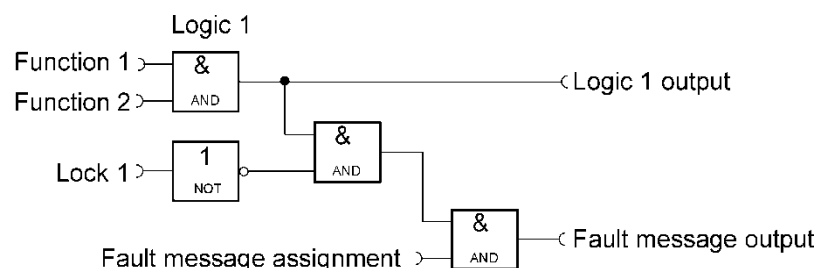 Logic 1
Function 1
&
Function 2
AND
Logic 1 output
&
AND
Lock 1
1
NOT
&
AND
Fault message output
Fault message assignment